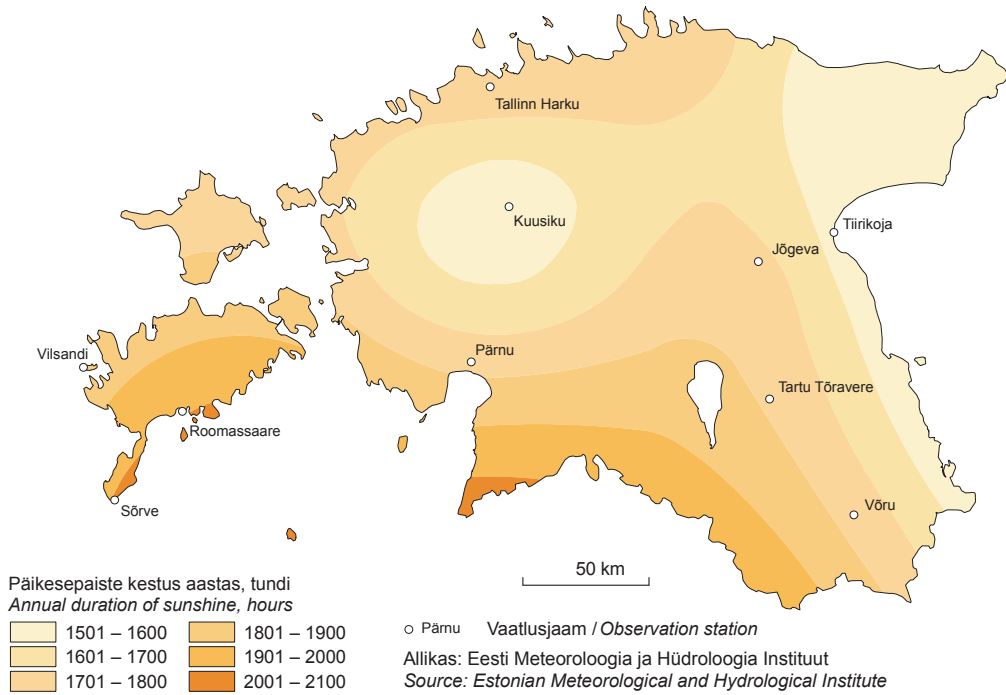 Tallinn Harku
Kuusiku
Tiirikoja
Jõgeva
Vilsandi
Pärnu
Tartu Tõravere
Roomassaare
Sõrve
Võru
50 km
Päikesepaiste kestus aastas, tundi
Annual duration of sunshine, hours
1501 – 1600
1601 – 1700
1701 – 1800
1801 – 1900
1901 – 2000
2001 – 2100
Pärnu Vaatlusjaam / Observation station
Allikas: Eesti Meteoroloogia ja Hüdroloogia Instituut
Source: Estonian Meteorological and Hydrological Institute